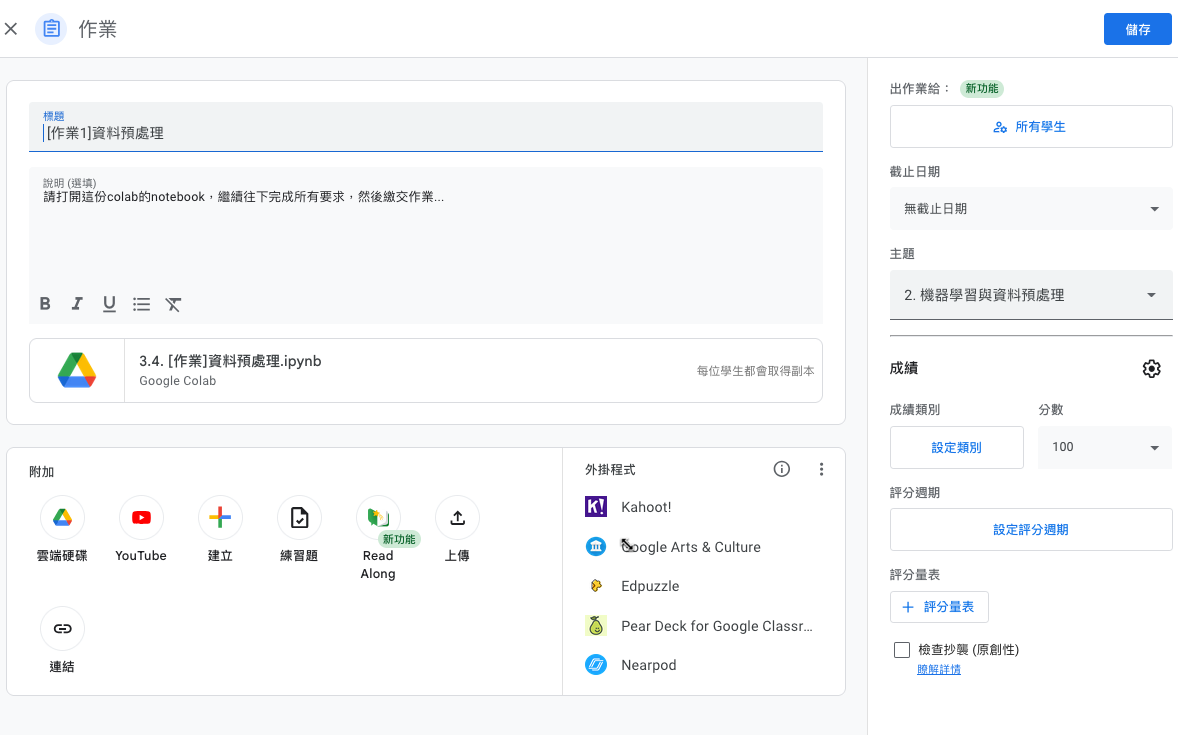 作業
儲存
標題
[作業1]資料預處理
說明 (選填)
請打開這份colab的notebook，繼續往下完成所有要求，然後繳交作業...
B I U
3.4. [作業]資料預處理.ipynb
Google Colab
每位學生都會取得副本
附加
雲端硬碟
YouTube
建立
練習題
新功能
Read
Along
上傳
連結
外掛程式
K!
Kahoot!
Google Arts & Culture
Edpuzzle
Pear Deck for Google Classr...
Nearpod
出作業給：
新功能
所有學生
截止日期
無截止日期
主題
2. 機器學習與資料預處理
成績
成績類別
分數
設定類別
100
評分週期
設定評分週期
評分量表
評分量表
檢查抄襲 (原創性)
瞭解詳情